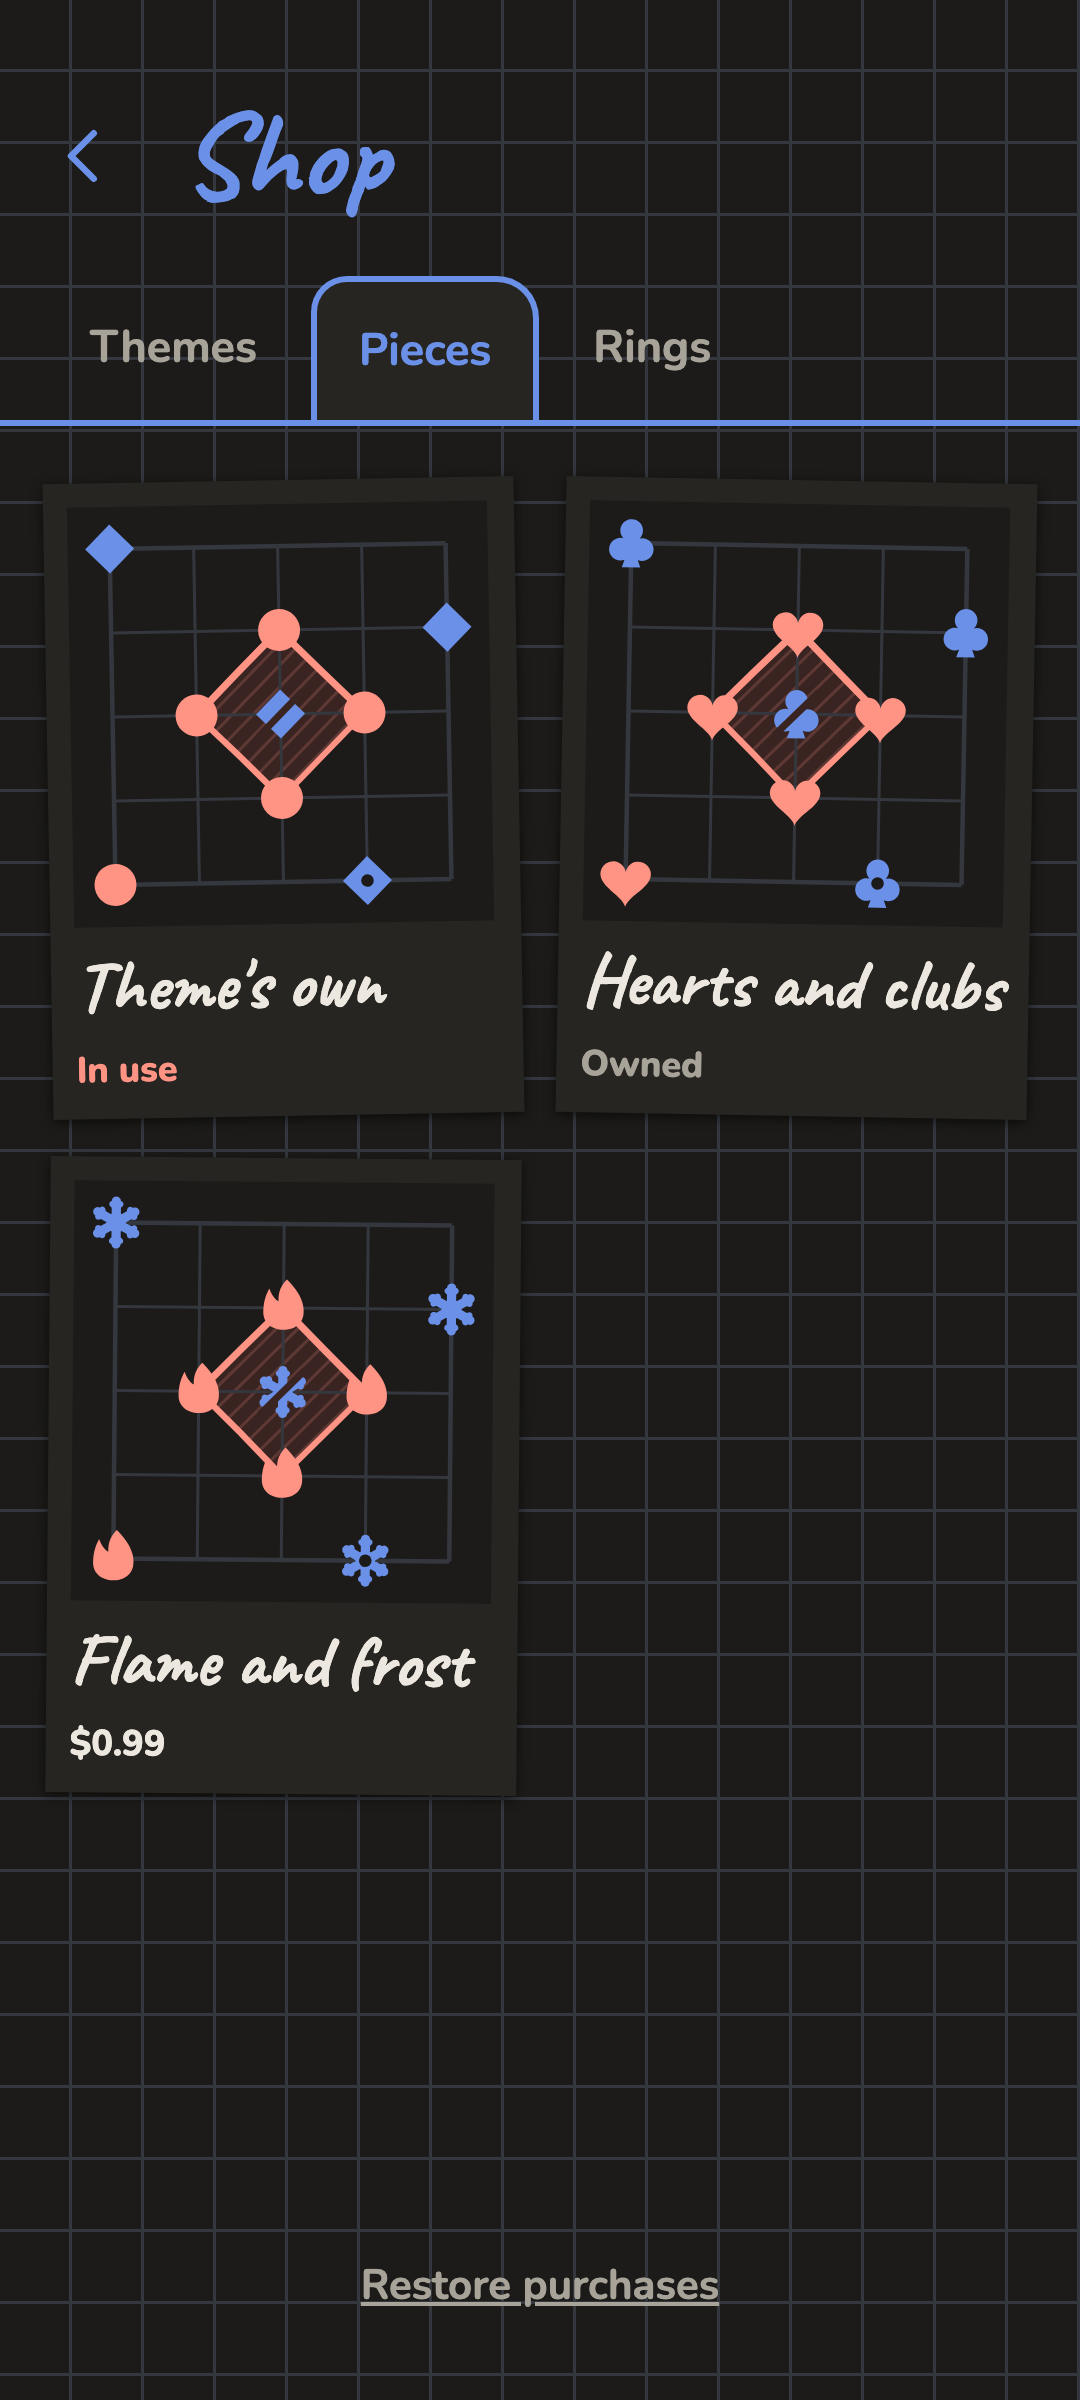 Shop
Themes
Pieces
Rings
Theme's own
In use
Hearts and clubs
Owned
Flame and frost
$0.99
Restore purchases